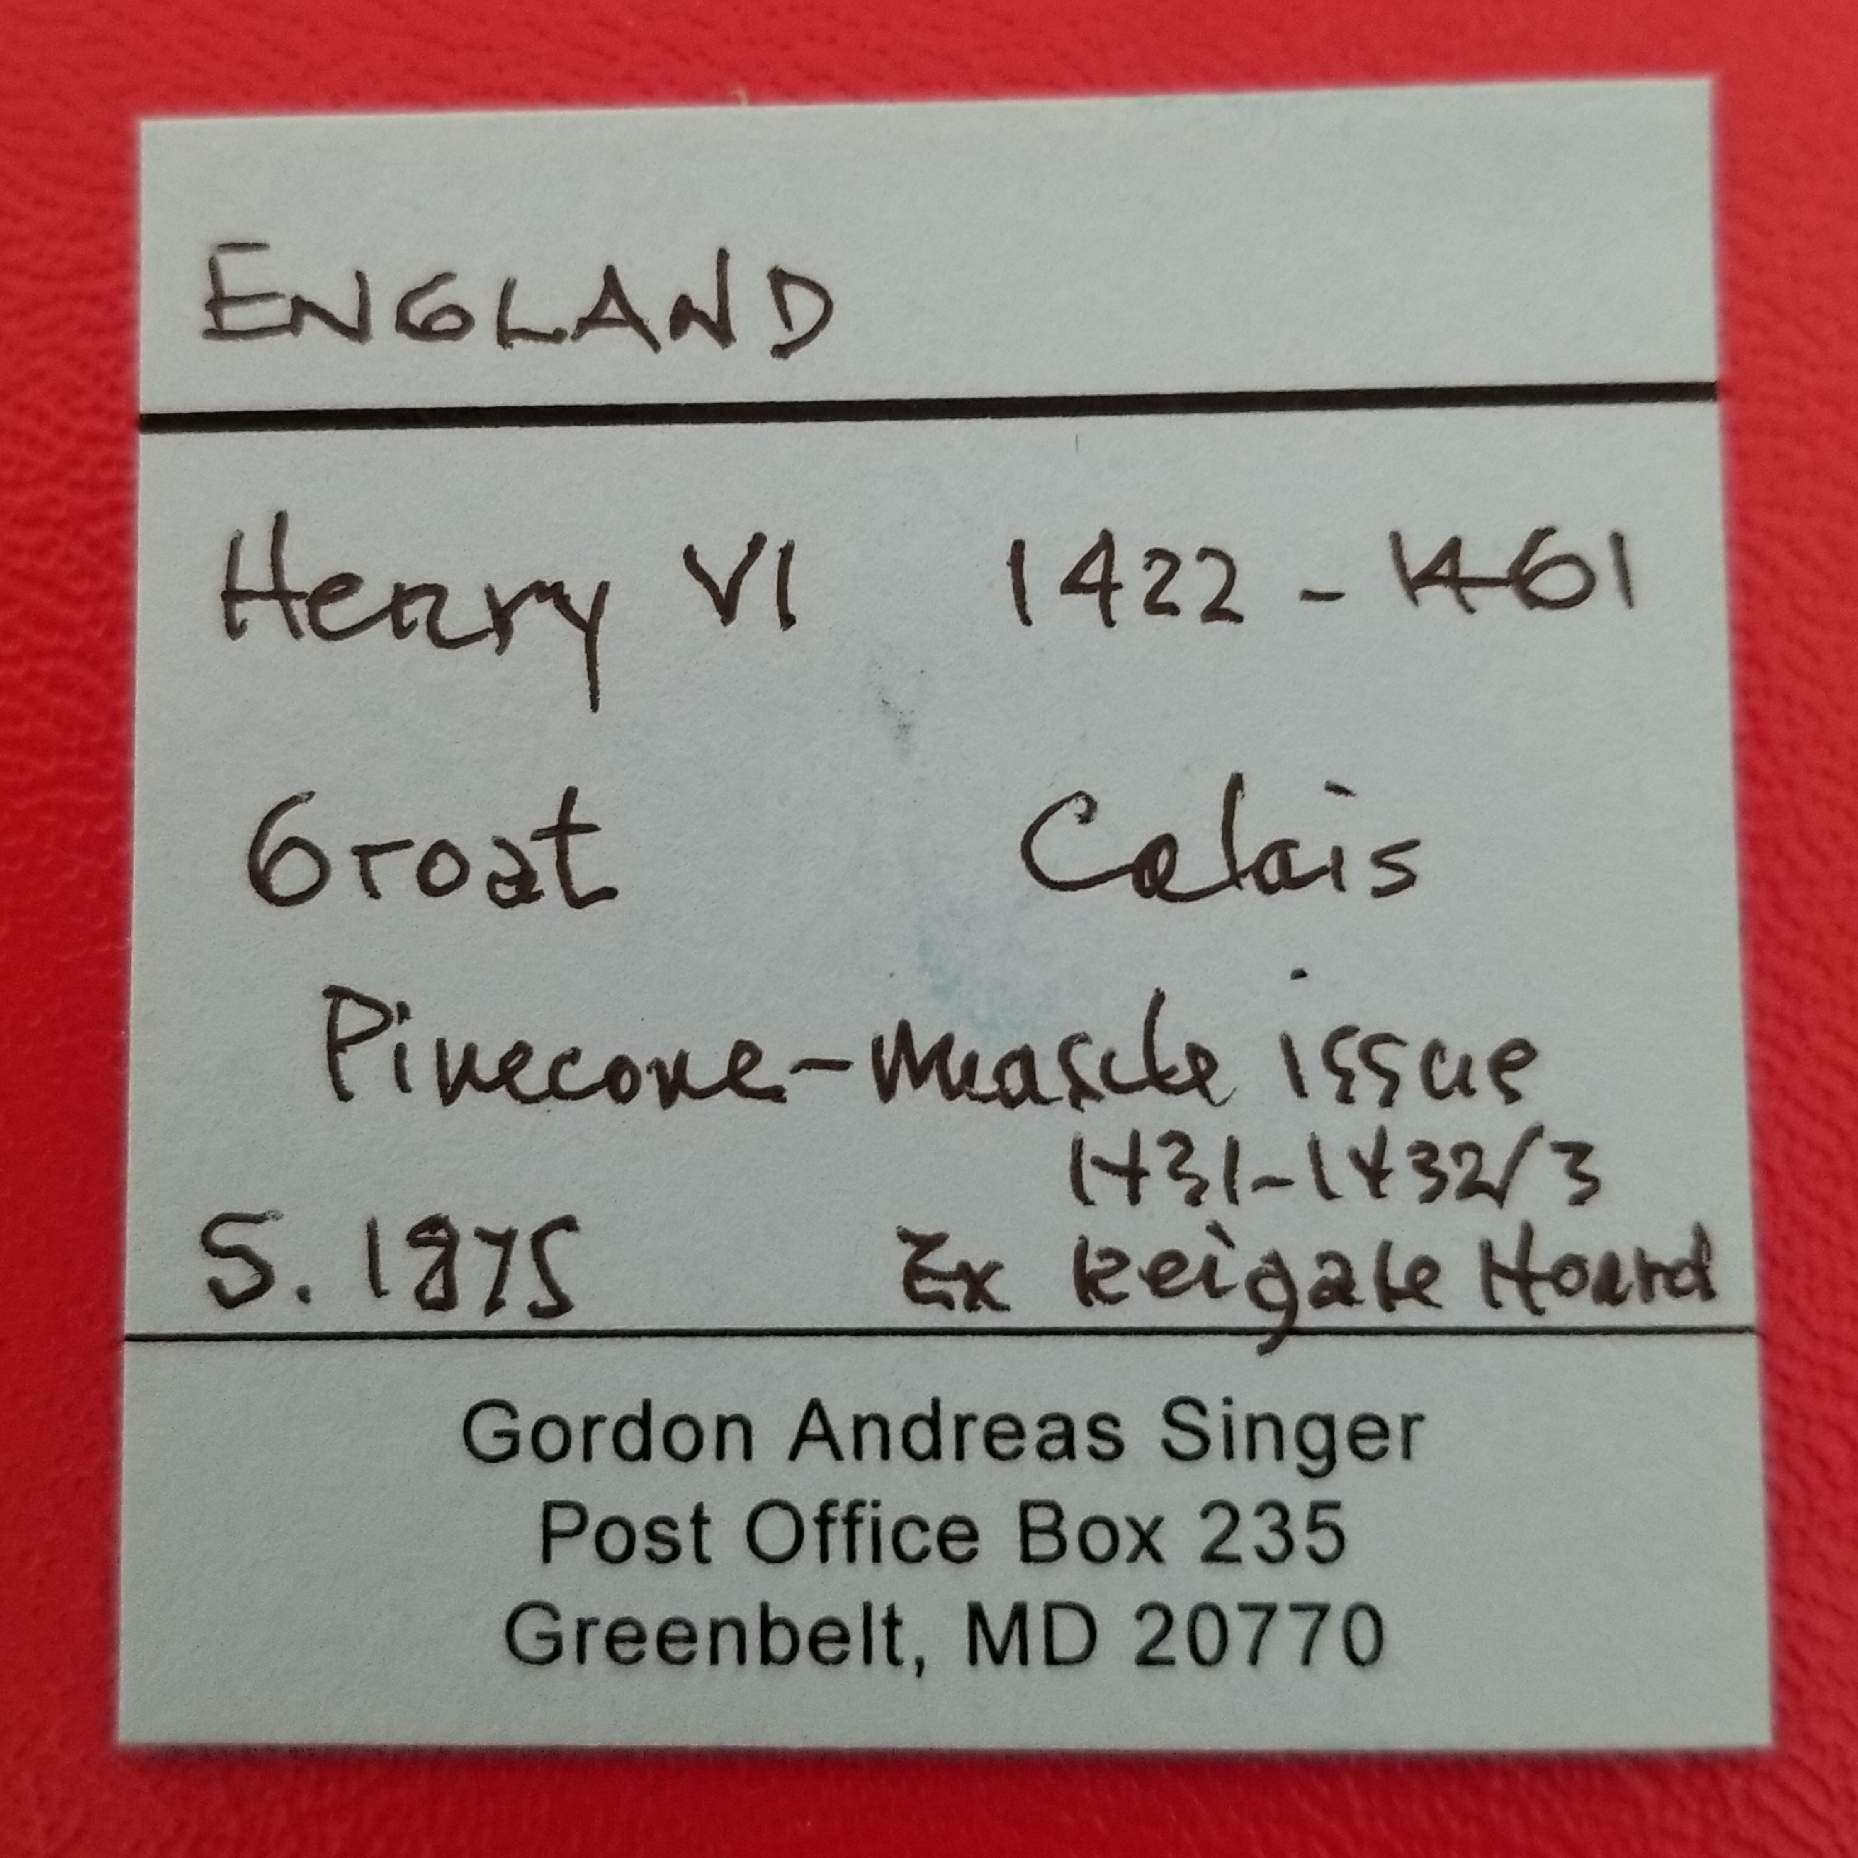 ENGLAND
Henry VI 1422-1461
Groat Calais
Pinecone-Mascle issue
1431-1432/3
S. 1875 Ex Reigate Hoard
Gordon Andreas Singer
Post Office Box 235
Greenbelt, MD 20770